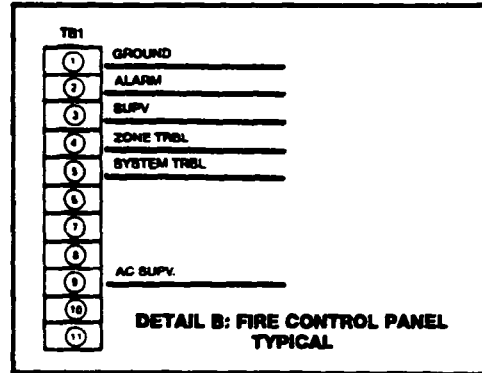 TB1
1 GROUND
2 ALARM
3 SUPV
4 ZONE TRBL
5 SYSTEM TRBL
6
7
8
9 AC SUPV.
10
11
DETAIL B: FIRE CONTROL PANEL
TYPICAL